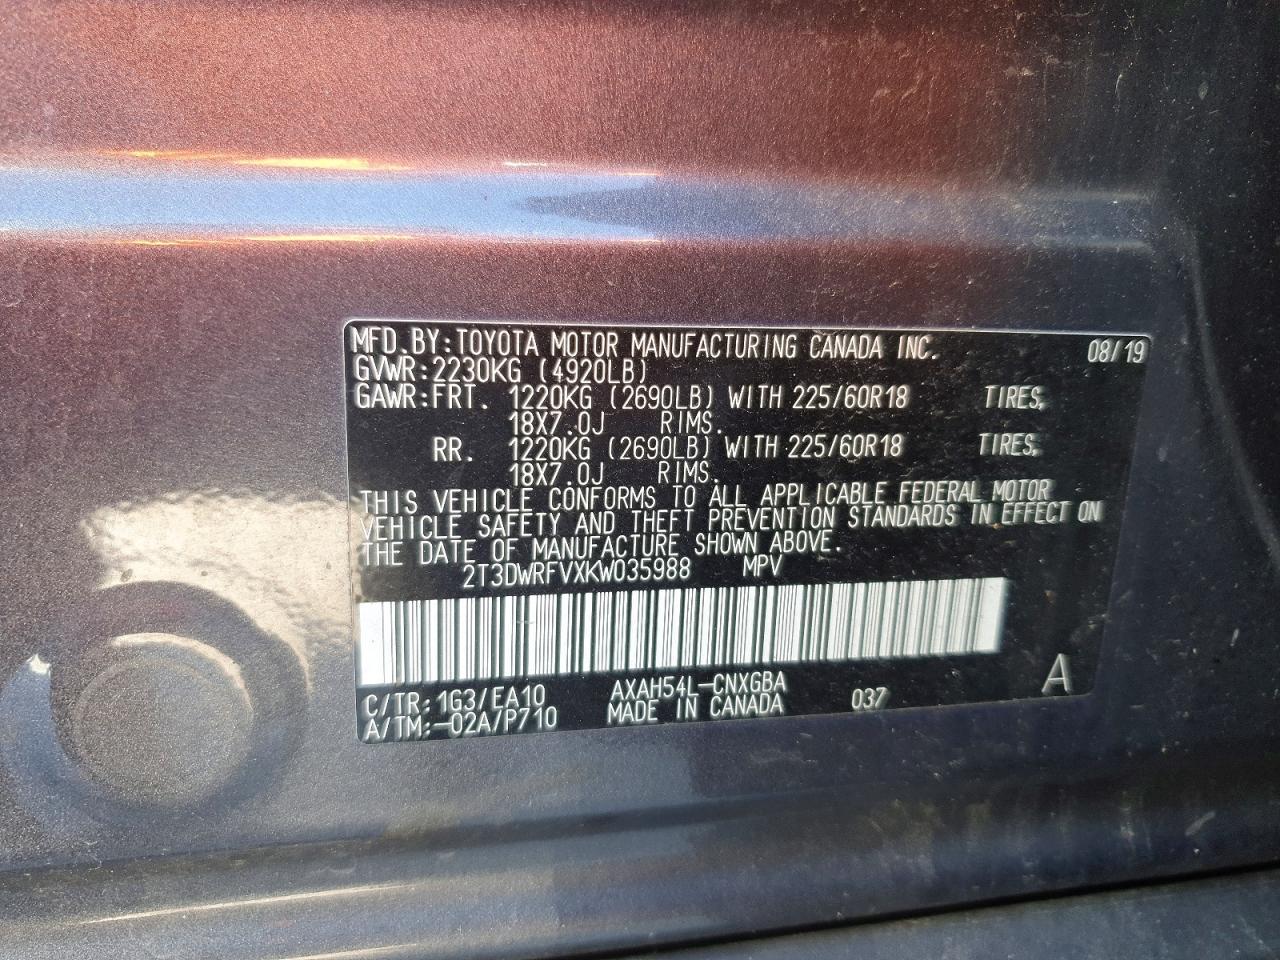 MFD.BY:TOYOTA MOTOR MANUFACTURING CANADA INC. 08/19
GVWR:2230KG (4920LB)
GAWR:FRT. 1220KG (2690LB) WITH 225/60R18 TIRES,
18X7.0J RIMS.
RR. 1220KG (2690LB) WITH 225/60R18 TIRES,
18X7.0J RIMS.
THIS VEHICLE CONFORMS TO ALL APPLICABLE FEDERAL MOTOR
VEHICLE SAFETY AND THEFT PREVENTION STANDARDS IN EFFECT ON
THE DATE OF MANUFACTURE SHOWN ABOVE.
2T3DWRFVXKW035988 MPV
C/TR:1G3/EA10 AXAH54L-CNXGBA 037 A
A/TM:-02A/P710 MADE IN CANADA